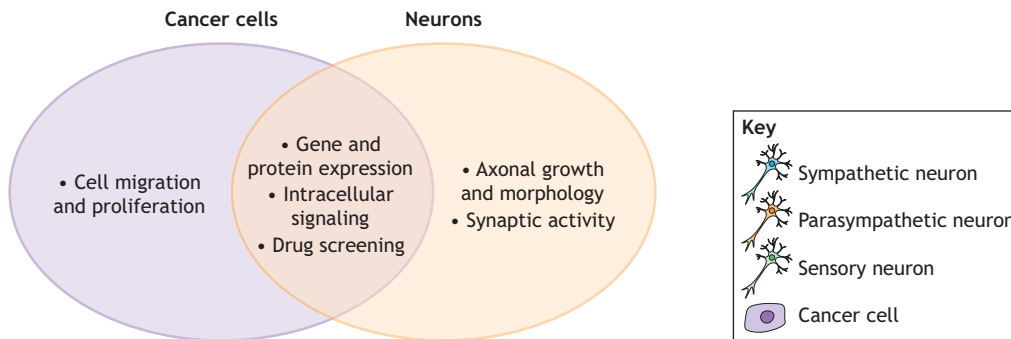 Cancer cells
Neurons
• Cell migration
and proliferation
• Gene and
protein expression
• Intracellular
signaling
• Drug screening
• Axonal growth
and morphology
• Synaptic activity
Key
Sympathetic neuron
Parasympathetic neuron
Sensory neuron
Cancer cell